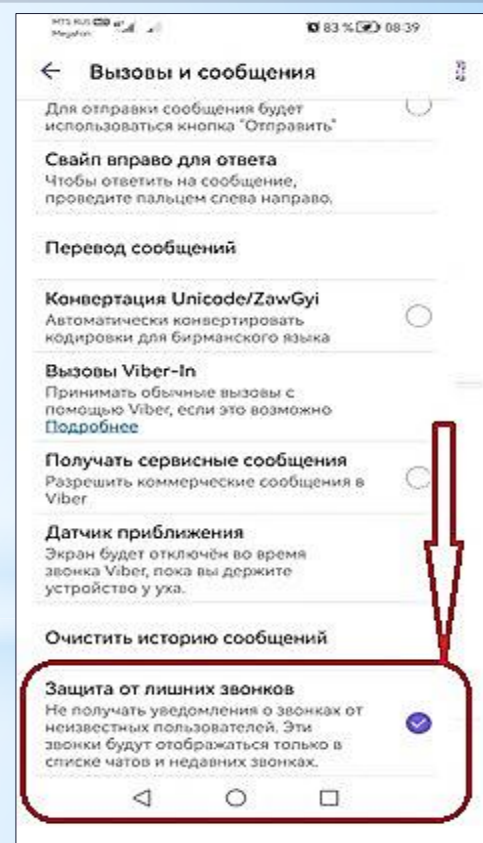 MTS RUS
Megafon
83 % 08:39
Вызовы и сообщения
Для отправки сообщения будет
использоваться кнопка "Отправить"
Свайп вправо для ответа
Чтобы ответить на сообщение,
проведите пальцем слева направо.
Перевод сообщений
Конвертация Unicode/ZawGyi
Автоматически конвертировать
кодировки для бирманского языка
Вызовы Viber-In
Принимать обычные вызовы с
помощью Viber, если это возможно
Подробнее
Получать сервисные сообщения
Разрешить коммерческие сообщения в
Viber
Датчик приближения
Экран будет отключён во время
звонка Viber, пока вы держите
устройство у уха.
Очистить историю сообщений
Защита от лишних звонков
Не получать уведомления о звонках от
неизвестных пользователей. Эти
звонки будут отображаться только в
списке чатов и недавних звонках.